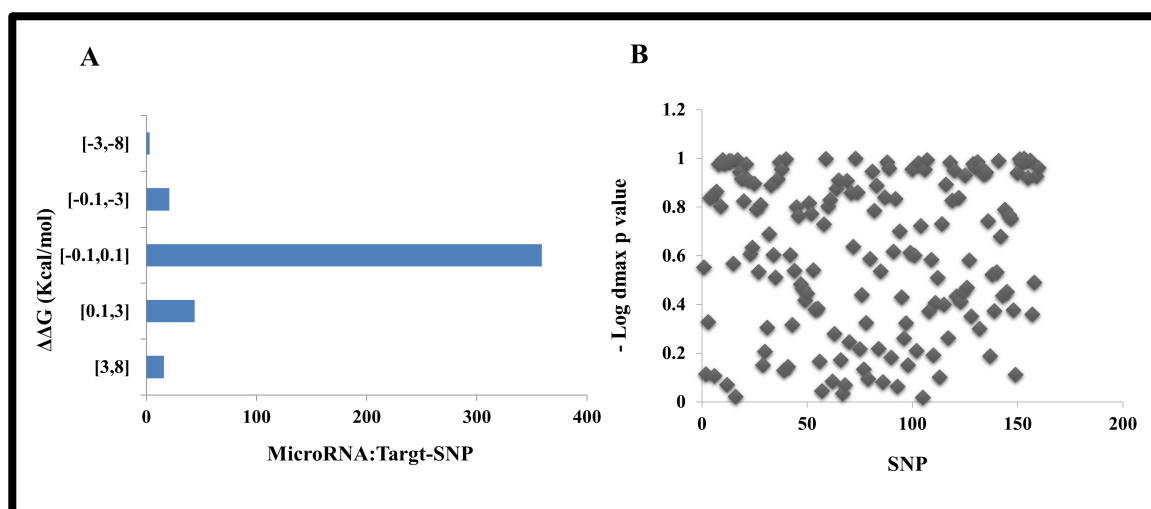 A
ΔΔG (Kcal/mol)
[-3,-8]
[-0.1,-3]
[-0.1,0.1]
[0.1,3]
[3,8]
0 100 200 300 400
MicroRNA:Targt-SNP
B
- Log dmax p value
1.2
1
0.8
0.6
0.4
0.2
0
0 50 100 150 200
SNP